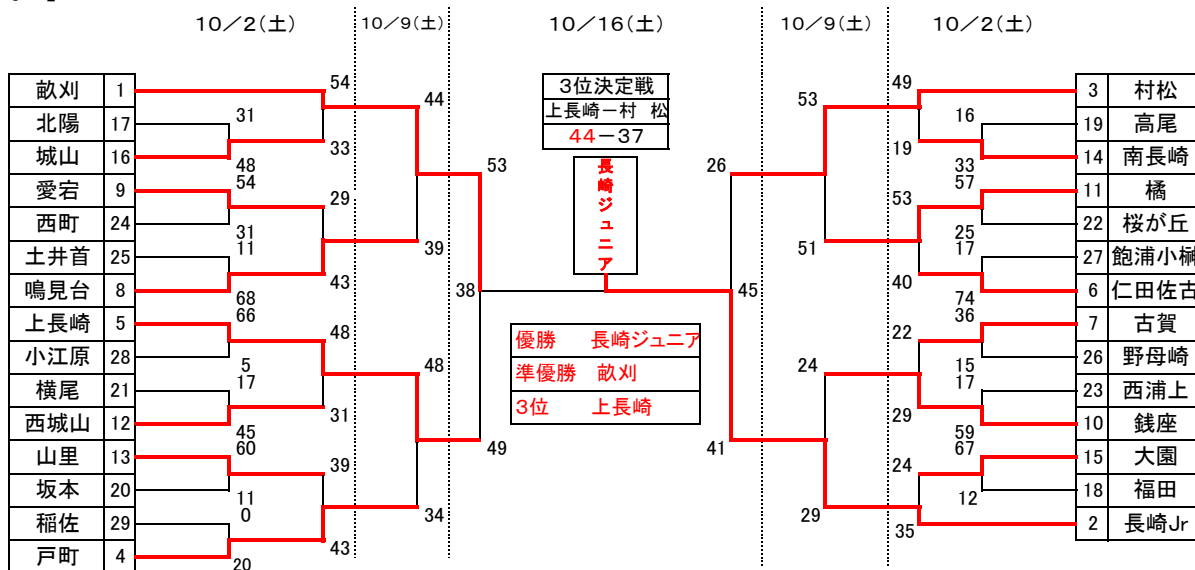 10／2(土) 10／9(土) 10／16(土) 10／9(土) 10／2(土)
畝刈 1
北陽 17
城山 16
愛宕 9
西町 24
土井首 25
鳴見台 8
上長崎 5
小江原 28
横尾 21
西城山 12
山里 13
坂本 20
稲佐 29
戸町 4
31
48
54
31
11
68
66
5
17
45
60
11
0
20
54
33
29
43
48
31
39
43
44
39
48
34
53
49
38
3位決定戦
上長崎－村 松
44－37
長崎ジュニア
優勝 長崎ジュニア
準優勝 畝刈
3位 上長崎
45
26
41
53
51
24
29
49
19
53
40
22
29
24
35
16
33
57
25
17
74
36
15
17
59
67
12
3 村松
19 高尾
14 南長崎
11 橘
22 桜が丘
27 飽浦小榊
6 仁田佐古
7 古賀
26 野母崎
23 西浦上
10 銭座
15 大園
18 福田
2 長崎Jr